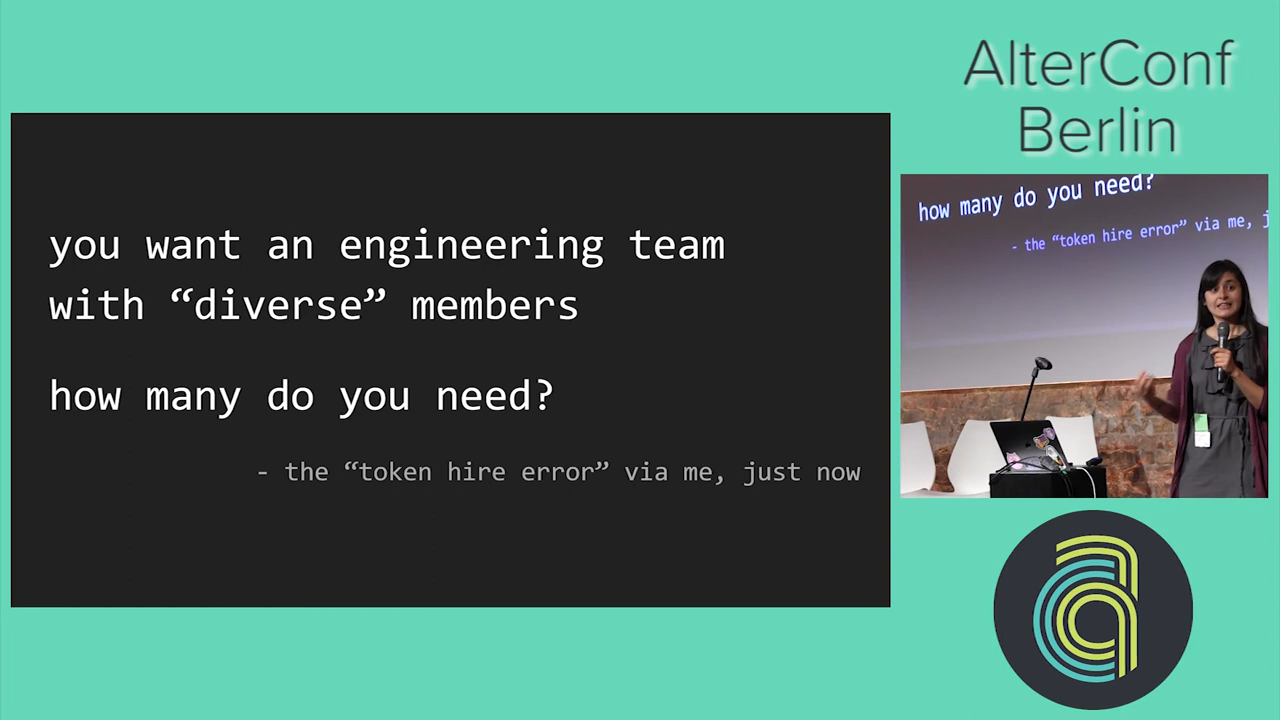 AlterConf
Berlin
you want an engineering team
with “diverse” members
how many do you need?
- the “token hire error” via me, just now
how many do you need?
- the “token hire error” via me, j